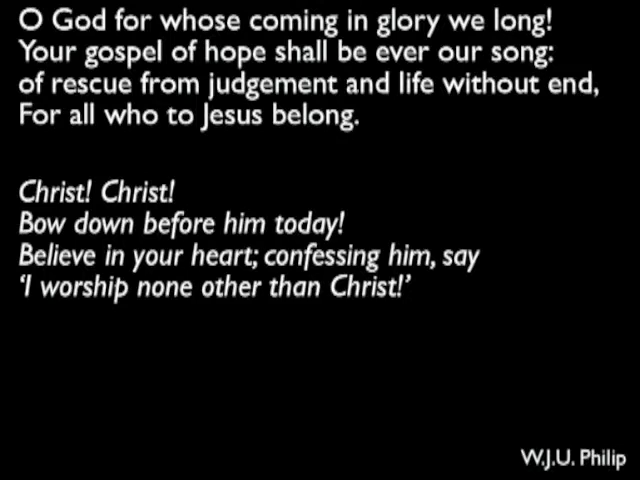 O God for whose coming in glory we long!
Your gospel of hope shall be ever our song:
of rescue from judgement and life without end,
For all who to Jesus belong.
Christ! Christ!
Bow down before him today!
Believe in your heart; confessing him, say
‘I worship none other than Christ!’
W.J.U. Philip